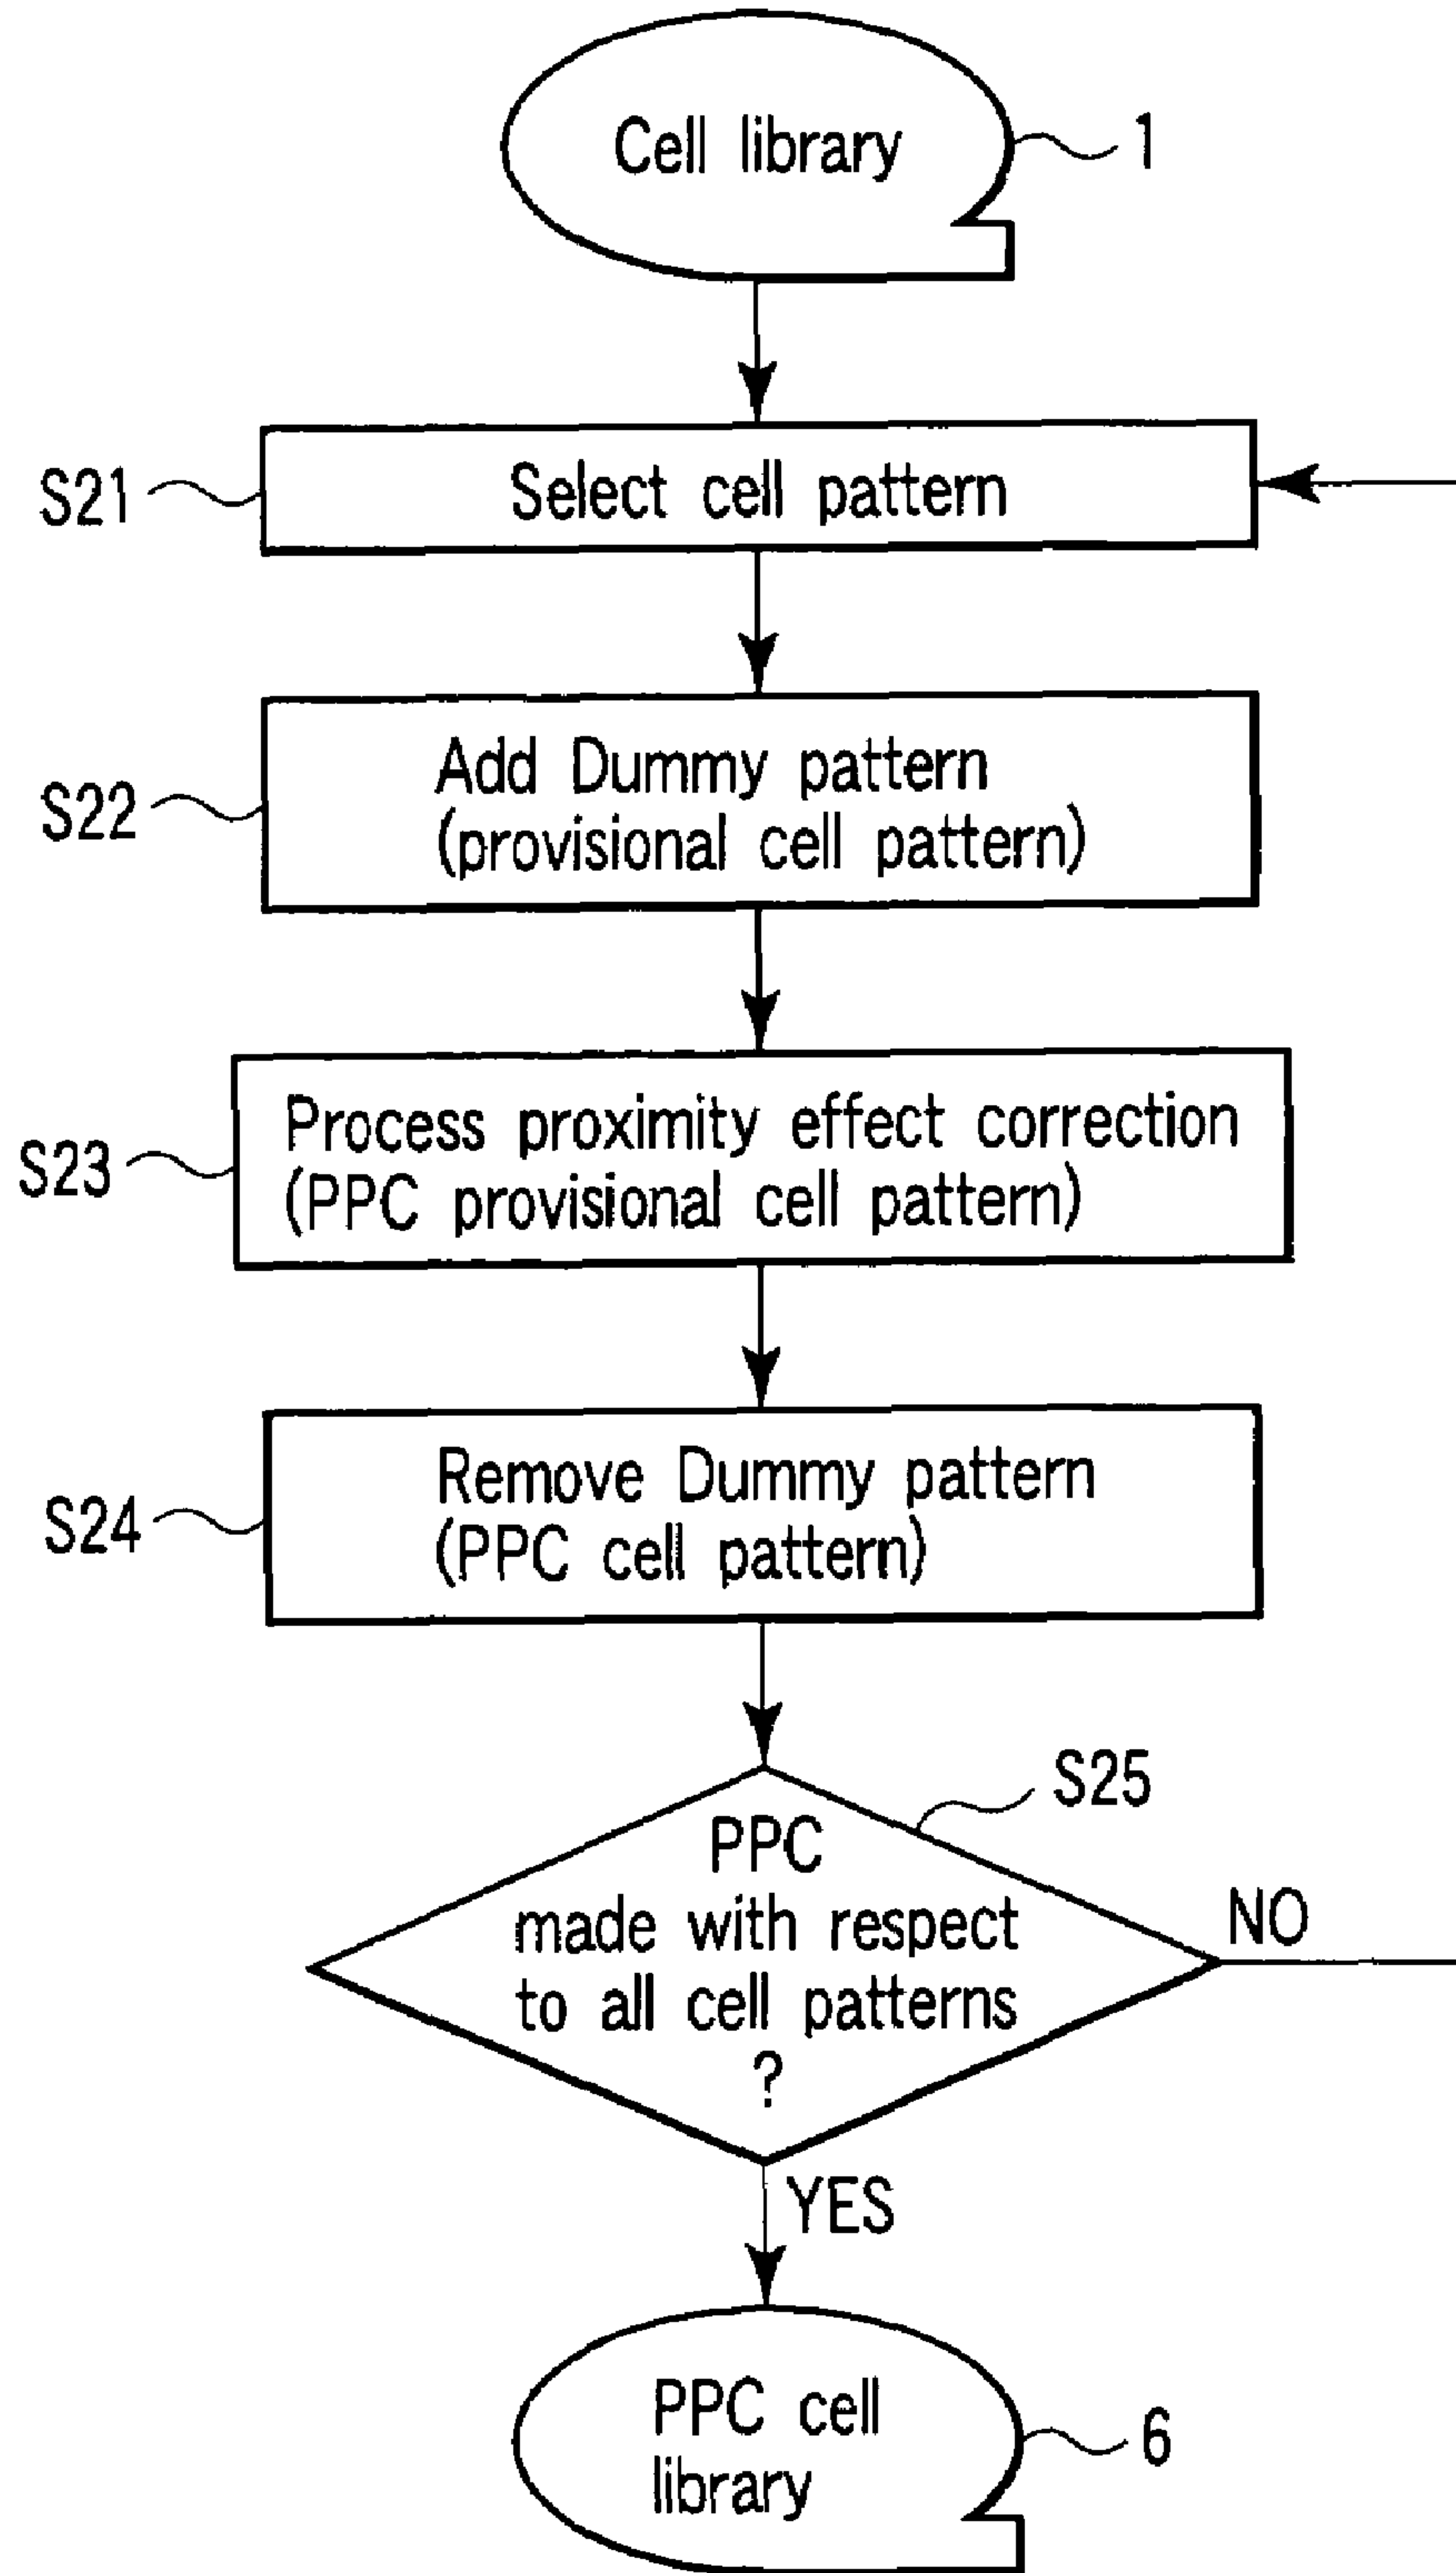 Cell library
1
S21
Select cell pattern
S22
Add Dummy pattern
(provisional cell pattern)
S23
Process proximity effect correction
(PPC provisional cell pattern)
S24
Remove Dummy pattern
(PPC cell pattern)
S25
PPC
made with respect
to all cell patterns
?
NO
YES
PPC cell
library
6